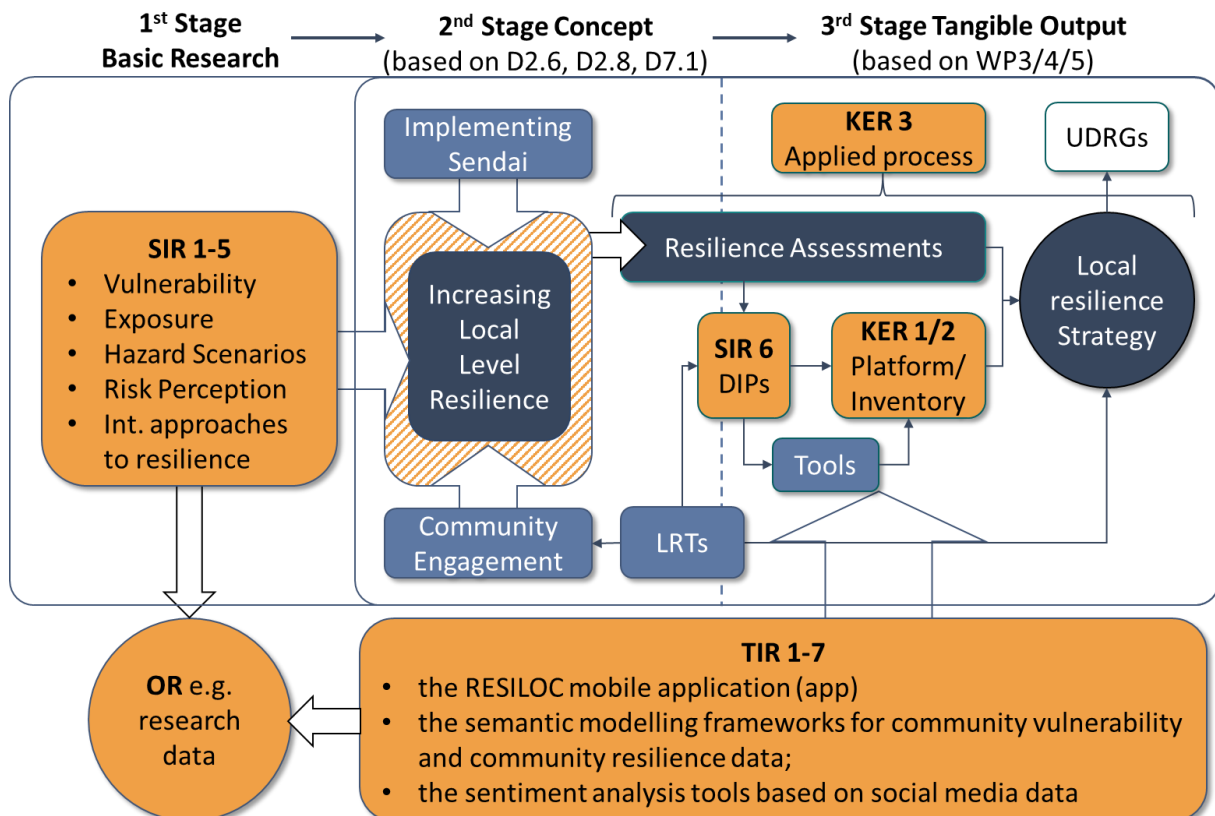 1st Stage
Basic Research
2nd Stage Concept
(based on D2.6, D2.8, D7.1)
3rd Stage Tangible Output
(based on WP3/4/5)
Implementing
Sendai
KER 3
Applied process
UDRGs
SIR 1-5
• Vulnerability
• Exposure
• Hazard Scenarios
• Risk Perception
• Int. approaches
to resilience
Increasing
Local
Level
Resilience
Resilience Assessments
Local
resilience
Strategy
SIR 6
DIPs
KER 1/2
Platform/
Inventory
Tools
Community
Engagement
LRTs
OR e.g.
research
data
TIR 1-7
• the RESILOC mobile application (app)
• the semantic modelling frameworks for community vulnerability
and community resilience data;
• the sentiment analysis tools based on social media data